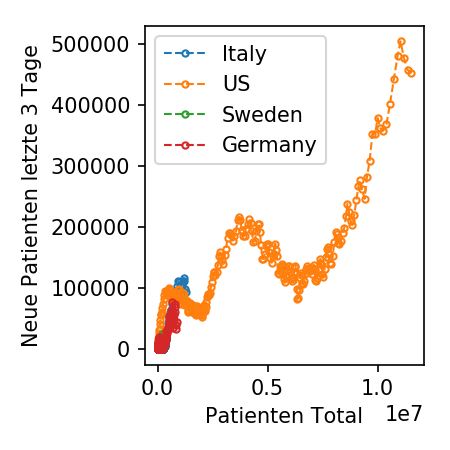 Neue Patienten letzte 3 Tage
500000
400000
300000
200000
100000
0
Italy
US
Sweden
Germany
0.0
0.5
1.0
1e7
Patienten Total